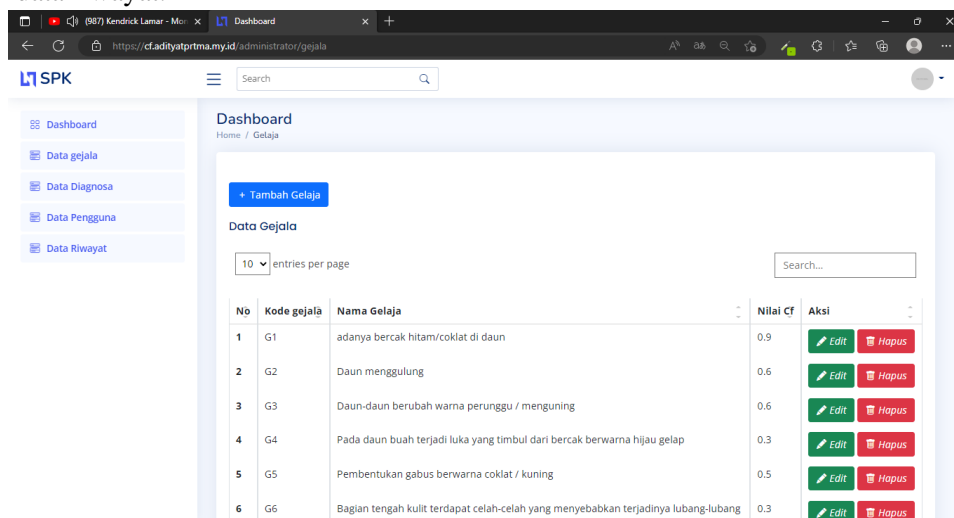 (987) Kendrick Lamar - Mon
Dashboard
https://cf.adityatprtma.my.id/administrator/gejala
SPK
Search
Dashboard
Data gejala
Data Diagnosa
Data Pengguna
Data Riwayat
Dashboard
Home / Gelaja
+ Tambah Gelaja
Data Gejala
10 entries per page
Search...
No Kode gejala Nama Gelaja Nilai Cf Aksi
1 G1 adanya bercak hitam/coklat di daun 0.9 Edit Hapus
2 G2 Daun menggulung 0.6 Edit Hapus
3 G3 Daun-daun berubah warna perunggu / menguning 0.6 Edit Hapus
4 G4 Pada daun buah terjadi luka yang timbul dari bercak berwarna hijau gelap 0.3 Edit Hapus
5 G5 Pembentukan gabus berwarna coklat / kuning 0.5 Edit Hapus
6 G6 Bagian tengah kulit terdapat celah-celah yang menyebabkan terjadinya lubang-lubang 0.3 Edit Hapus